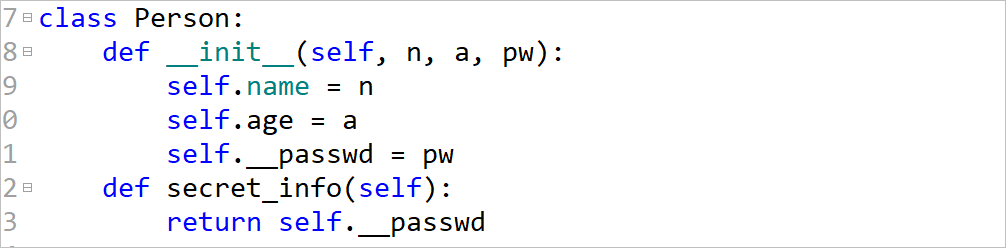 7 class Person:
8     def __init__(self, n, a, pw):
9         self.name = n
0         self.age = a
1         self.__passwd = pw
2     def secret_info(self):
3         return self.__passwd